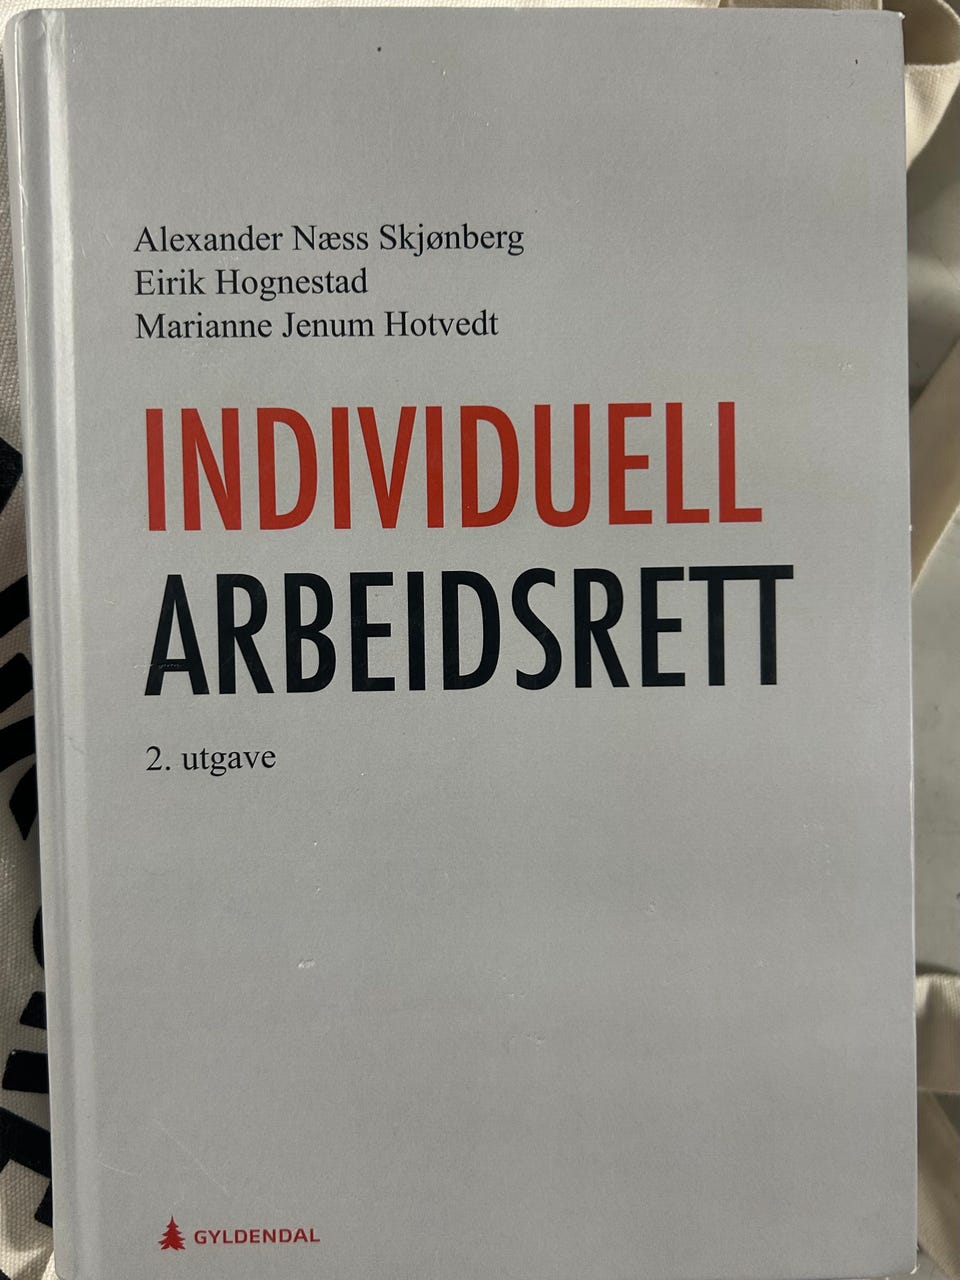 Alexander Næss Skjønberg
Eirik Hognestad
Marianne Jenum Hotvedt
INDIVIDUELL
ARBEIDSRETT
2. utgave
GYLDENDAL